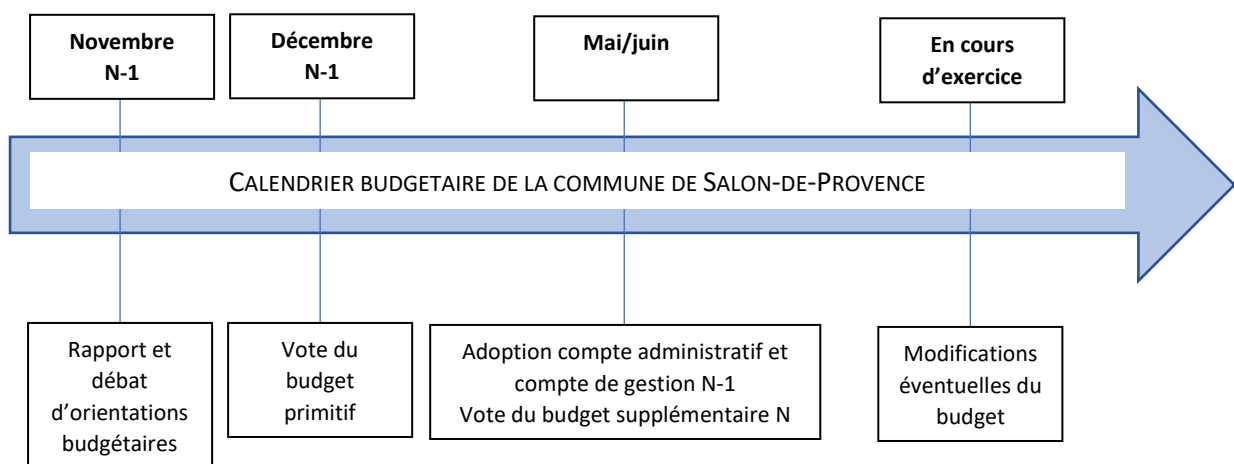 Novembre
N-1
Décembre
N-1
Mai/juin
En cours
d'exercice
CALENDRIER BUDGETAIRE DE LA COMMUNE DE SALON-DE-PROVENCE
Rapport et
débat
d'orientations
budgétaires
Vote du
budget
primitif
Adoption compte administratif et
compte de gestion N-1
Vote du budget supplémentaire N
Modifications
éventuelles du
budget